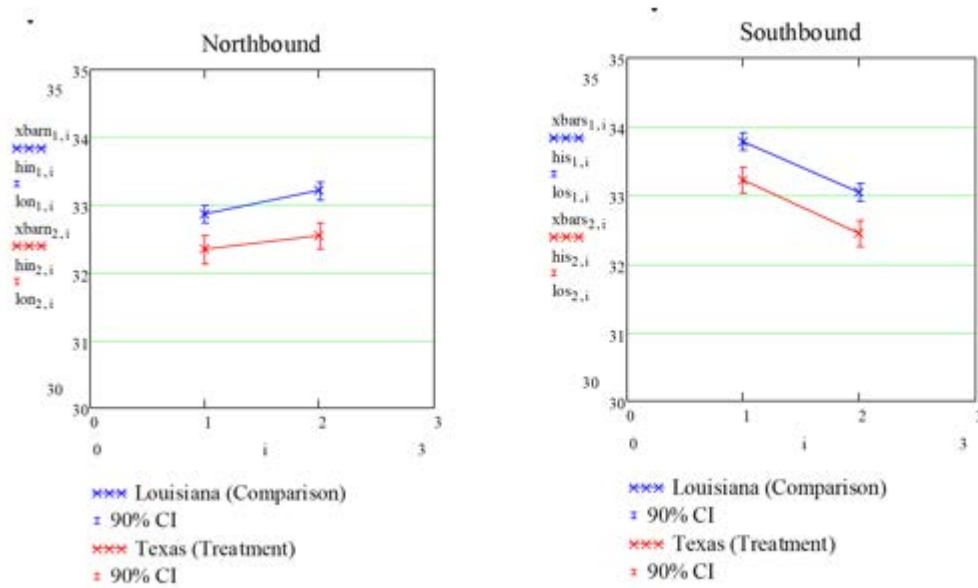 Northbound
35
35
xbarn1,i
34
hin1,i
lon1,i
33
xbarn2,i
hin2,i
32
lon2,i
31
30
30
0 1 2 3
0 i 3
××× Louisiana (Comparison)
90% CI
××× Texas (Treatment)
90% CI
Southbound
35
35
xbars1,i
34
his1,i
los1,i
33
xbars2,i
his2,i
32
los2,i
31
30
30
0 1 2 3
0 i 3
××× Louisiana (Comparison)
90% CI
××× Texas (Treatment)
90% CI